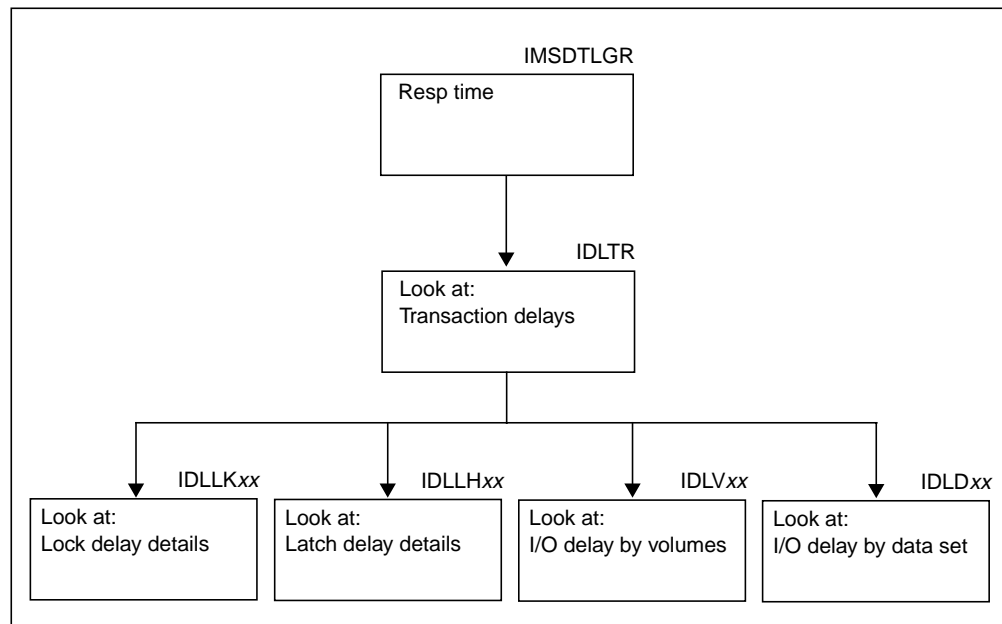 IMSDTLGR
Resp time
IDLTR
Look at:
Transaction delays
IDLLKxx
Look at:
Lock delay details
IDLLHxx
Look at:
Latch delay details
IDLVxx
Look at:
I/O delay by volumes
IDLDxx
Look at:
I/O delay by data set